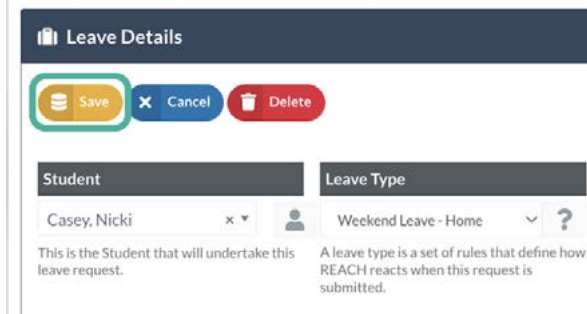 Leave Details
Save Cancel Delete
Student Leave Type
Casey, Nicki Weekend Leave - Home
This is the Student that will undertake this
leave request.
A leave type is a set of rules that define how
REACH reacts when this request is
submitted.